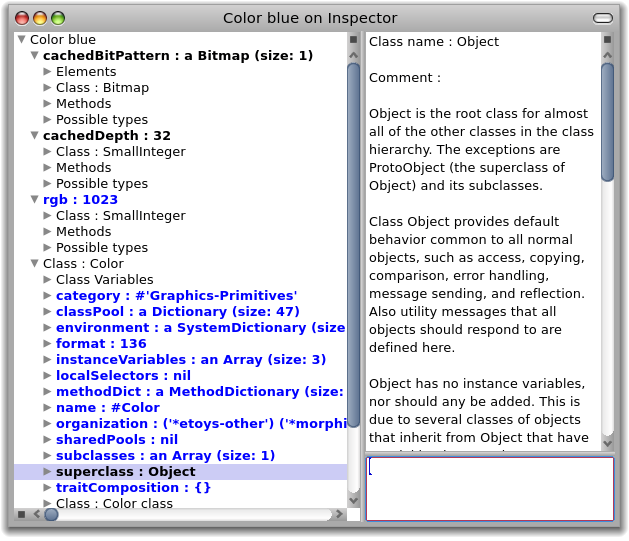 Color blue on Inspector
Color blue
cachedBitPattern : a Bitmap (size: 1)
Elements
Class : Bitmap
Methods
Possible types
cachedDepth : 32
Class : SmallInteger
Methods
Possible types
rgb : 1023
Class : SmallInteger
Methods
Possible types
Class : Color
Class Variables
category : #'Graphics-Primitives'
classPool : a Dictionary (size: 47)
environment : a SystemDictionary (size
format : 136
instanceVariables : an Array (size: 3)
localSelectors : nil
methodDict : a MethodDictionary (size:
name : #Color
organization : ('*etoys-other') ('*morphi
sharedPools : nil
subclasses : an Array (size: 1)
superclass : Object
traitComposition : {}
Class : Color class
Class name : Object
Comment :
Object is the root class for almost
all of the other classes in the class
hierarchy. The exceptions are
ProtoObject (the superclass of
Object) and its subclasses.
Class Object provides default
behavior common to all normal
objects, such as access, copying,
comparison, error handling,
message sending, and reflection.
Also utility messages that all
objects should respond to are
defined here.
Object has no instance variables,
nor should any be added. This is
due to several classes of objects
that inherit from Object that have